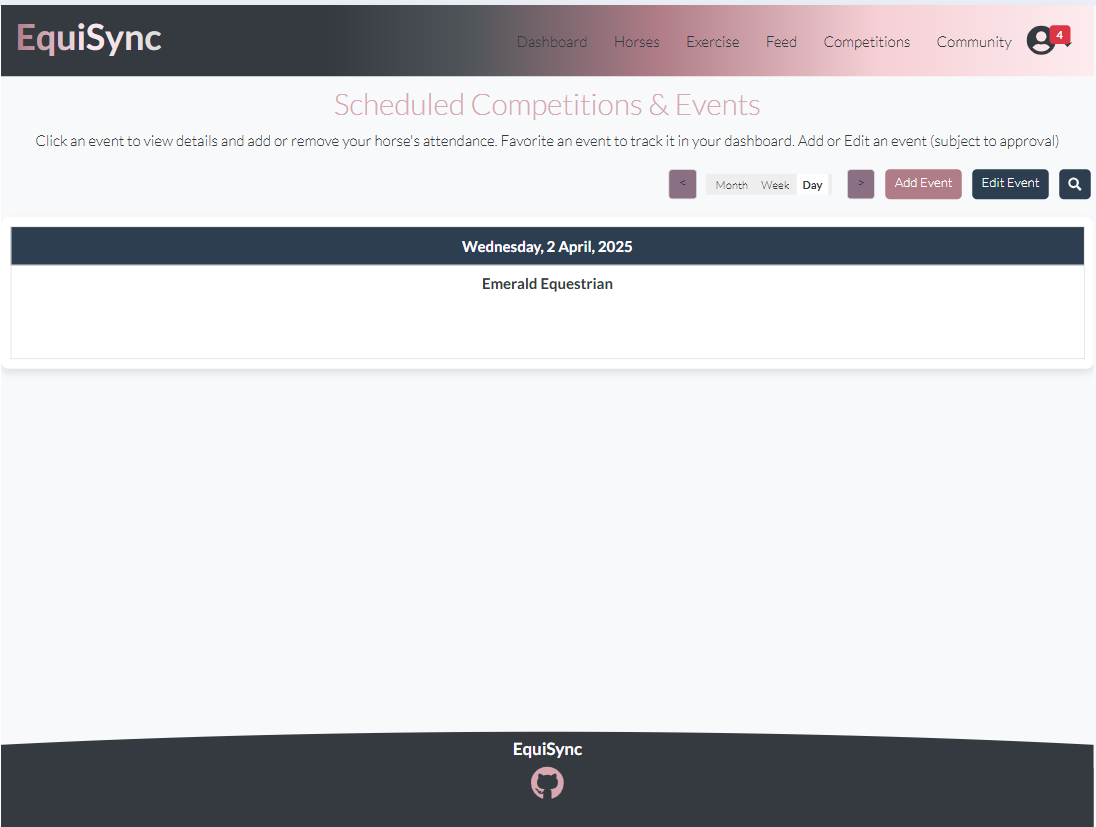 EquiSync
Dashboard Horses Exercise Feed Competitions Community 4
Scheduled Competitions & Events
Click an event to view details and add or remove your horse's attendance. Favorite an event to track it in your dashboard. Add or Edit an event (subject to approval)
< Month Week Day > Add Event Edit Event
Wednesday, 2 April, 2025
Emerald Equestrian
EquiSync